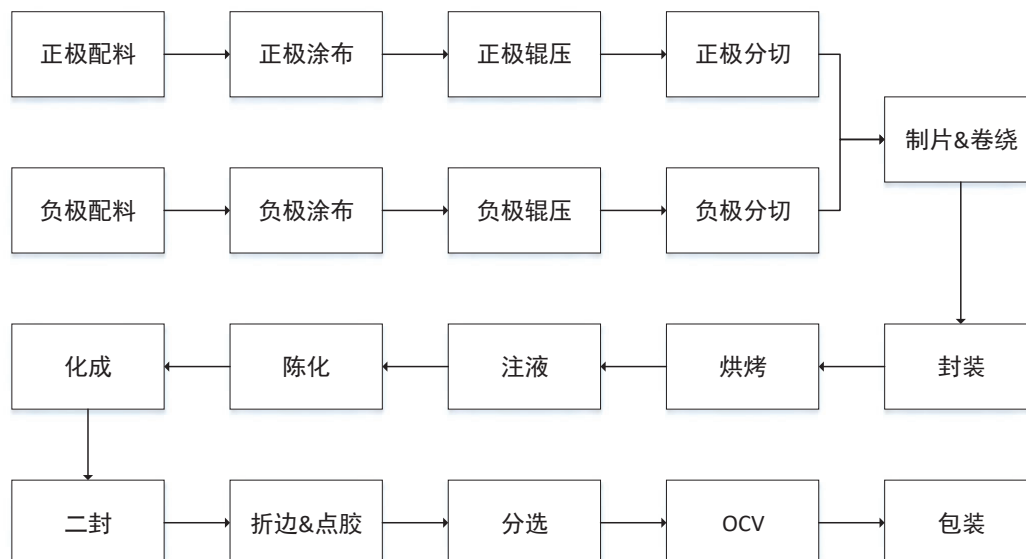 正极配料
正极涂布
正极辊压
正极分切
制片&卷绕
负极配料
负极涂布
负极辊压
负极分切
化成
陈化
注液
烘烤
封装
二封
折边&点胶
分选
OCV
包装